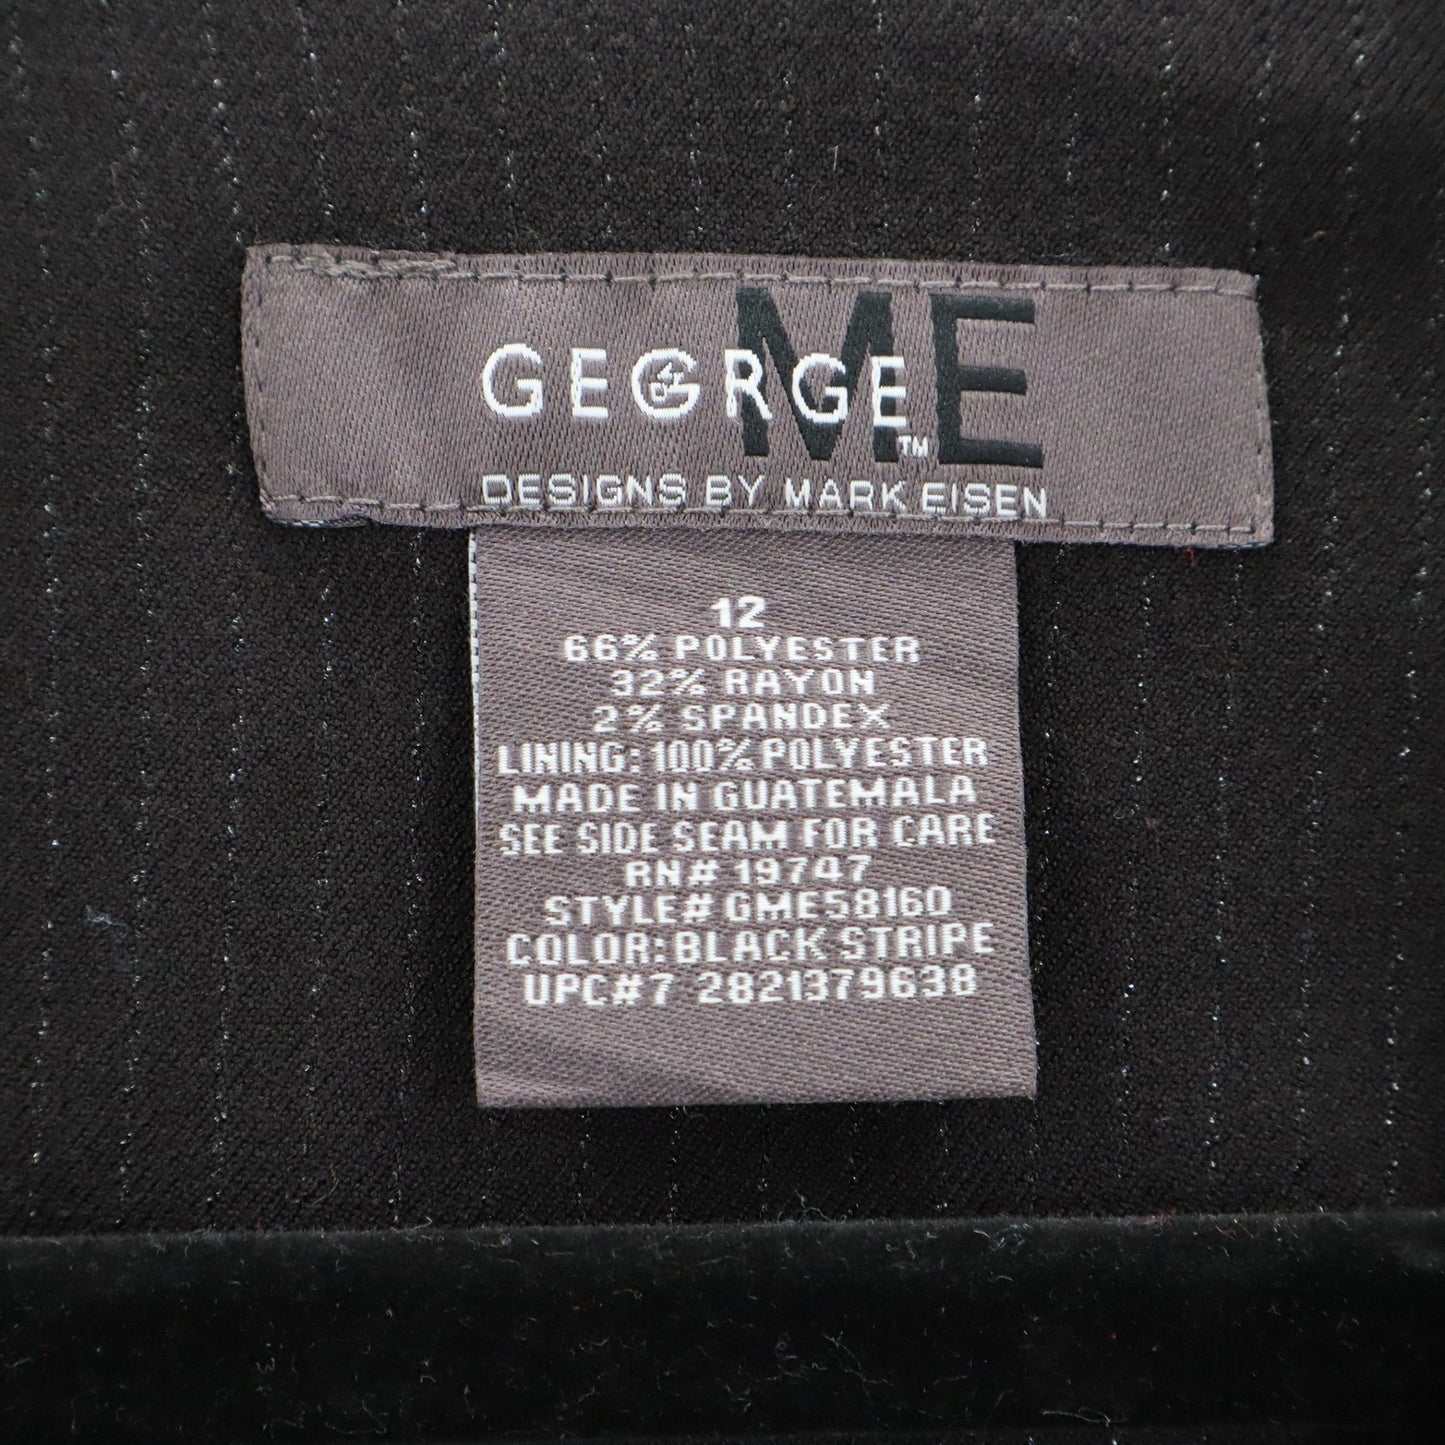 GEORGE ME™
DESIGNS BY MARK EISEN
12
66% POLYESTER
32% RAYON
2% SPANDEX
LINING: 100% POLYESTER
MADE IN GUATEMALA
SEE SIDE SEAM FOR CARE
RN# 19747
STYLE# GME58160
COLOR: BLACK STRIPE
UPC#7 2821379638